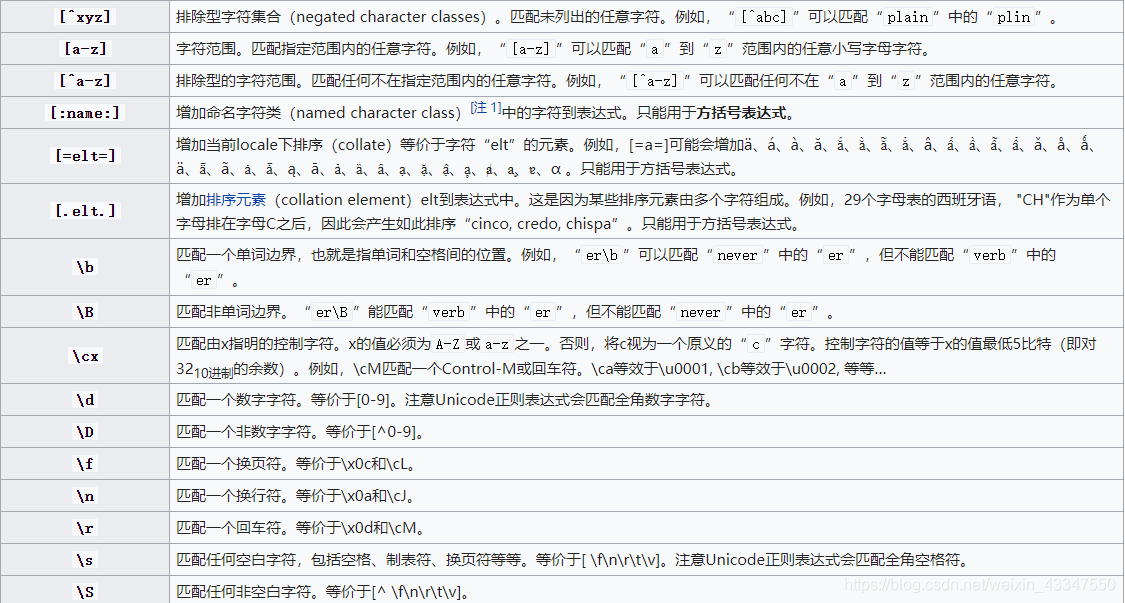 [^xyz] 排除型字符集合（negated character classes）。匹配未列出的任意字符。例如，“[^abc]”可以匹配“plain”中的“plin”。
[a-z] 字符范围。匹配指定范围内的任意字符。例如，“[a-z]”可以匹配“a”到“z”范围内的任意小写字母字符。
[^a-z] 排除型的字符范围。匹配任何不在指定范围内的任意字符。例如，“[^a-z]”可以匹配任何不在“a”到“z”范围内的任意字符。
[:name:] 增加命名字符类（named character class）[注 1]中的字符到表达式。只能用于方括号表达式。
[=elt=] 增加当前locale下排序（collate）等价于字符“elt”的元素。例如，[=a=]可能会增加ä、á、à、ă、ắ、ằ、ẵ、ẳ、â、ấ、ầ、ẫ、ẩ、ǎ、å、ǻ、
ä、ǟ、ã、ȧ、ǡ、ą、ā、ả、ȁ、ȃ、ạ、ặ、ậ、ḁ、
。只能用于方括号表达式。
[.elt.] 增加排序元素（collation element）elt到表达式中。这是因为某些排序元素由多个字符组成。例如，29个字母表的西班牙语， "CH"作为单个
字母排在字母C之后，因此会产生如此排序“cinco, credo, chispa”。只能用于方括号表达式。
\b 匹配一个单词边界，也就是指单词和空格间的位置。例如，“er\b”可以匹配“never”中的“er”，但不能匹配“verb”中的
“er”。
\B 匹配非单词边界。“er\B”能匹配“verb”中的“er”，但不能匹配“never”中的“er”。
\cx 匹配由x指明的控制字符。x的值必须为A-Z或a-z之一。否则，将c视为一个原义的“c”字符。控制字符的值等于x的值最低5比特（即对
32₁₀进制的余数）。例如，\cM匹配一个Control-M或回车符。\ca等效于\u0001, \cb等效于\u0002, 等等...
\d 匹配一个数字字符。等价于[0-9]。注意Unicode正则表达式会匹配全角数字字符。
\D 匹配一个非数字字符。等价于[^0-9]。
\f 匹配一个换页符。等价于\x0c和\cL。
\n 匹配一个换行符。等价于\x0a和\cJ。
\r 匹配一个回车符。等价于\x0d和\cM。
\s 匹配任何空白字符，包括空格、制表符、换页符等等。等价于[ \f\n\r\t\v]。注意Unicode正则表达式会匹配全角空格符。
\S 匹配任何非空白字符。等价于[^ \f\n\r\t\v]。
https://blog.csdn.net/weixin_43347550